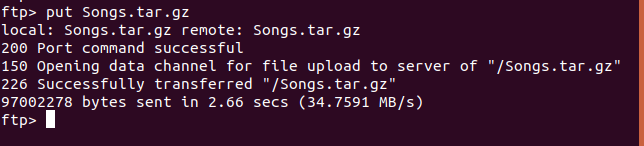 ftp> put Songs.tar.gz
local: Songs.tar.gz remote: Songs.tar.gz
200 Port command successful
150 Opening data channel for file upload to server of "/Songs.tar.gz"
226 Successfully transferred "/Songs.tar.gz"
97002278 bytes sent in 2.66 secs (34.7591 MB/s)
ftp>